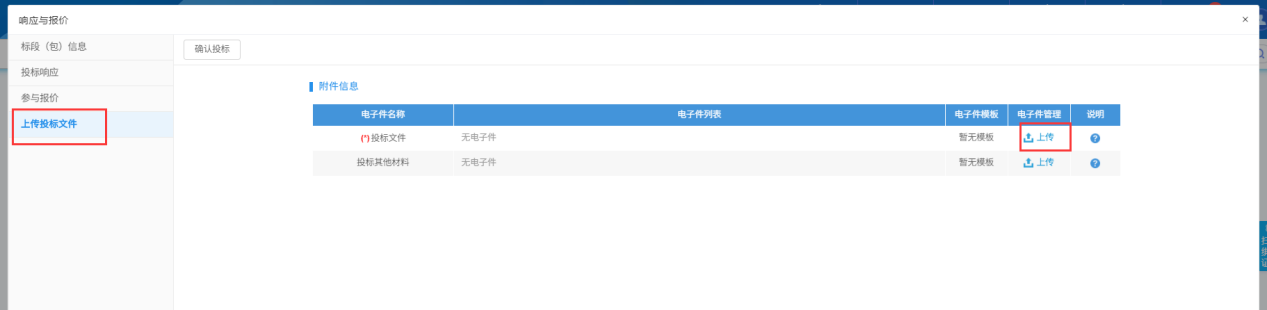 响应与报价 ×
标段（包）信息
投标响应
参与报价
上传投标文件
确认投标
附件信息
电子件名称 电子件列表 电子件模板 电子件管理 说明
(*)投标文件 无电子件 暂无模板 上传 ?
投标其他材料 无电子件 暂无模板 上传 ?